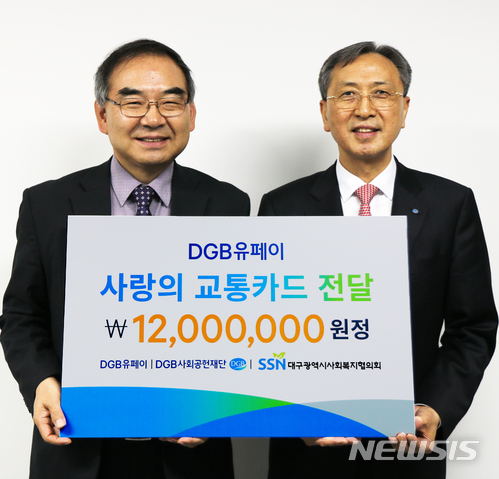 DGB유페이
사랑의 교통카드 전달
₩ 12,000,000 원정
DGB유페이 | DGB사회공헌재단 DGB | SSN 대구광역시사회복지협의회
NEWSIS